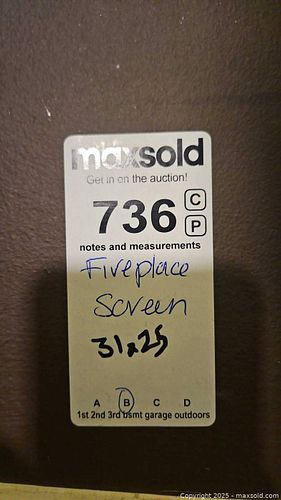 maxsold
Get in on the auction!
736 C
P
notes and measurements
Fireplace
Screen
31x25
A B C D
1st 2nd 3rd bsmt garage outdoors
Copyright © 2025 - maxsold.com